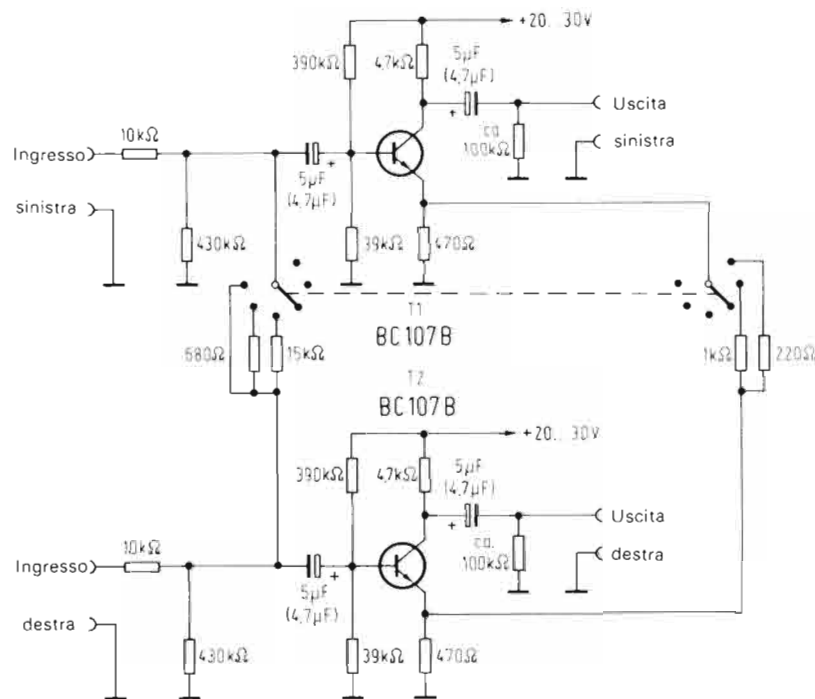 +20...30V
390kΩ
4,7kΩ
5µF
(4,7µF)
+
Uscita
10kΩ
ca.
100kΩ
Ingresso
sinistra
5µF
(4,7µF)
+
sinistra
430kΩ
39kΩ
470Ω
T1
BC107B
680Ω
15kΩ
1kΩ
220Ω
T2
BC107B
+20...30V
390kΩ
4,7kΩ
5µF
(4,7µF)
+
Uscita
10kΩ
ca.
100kΩ
Ingresso
destra
5µF
(4,7µF)
+
destra
430kΩ
39kΩ
470Ω